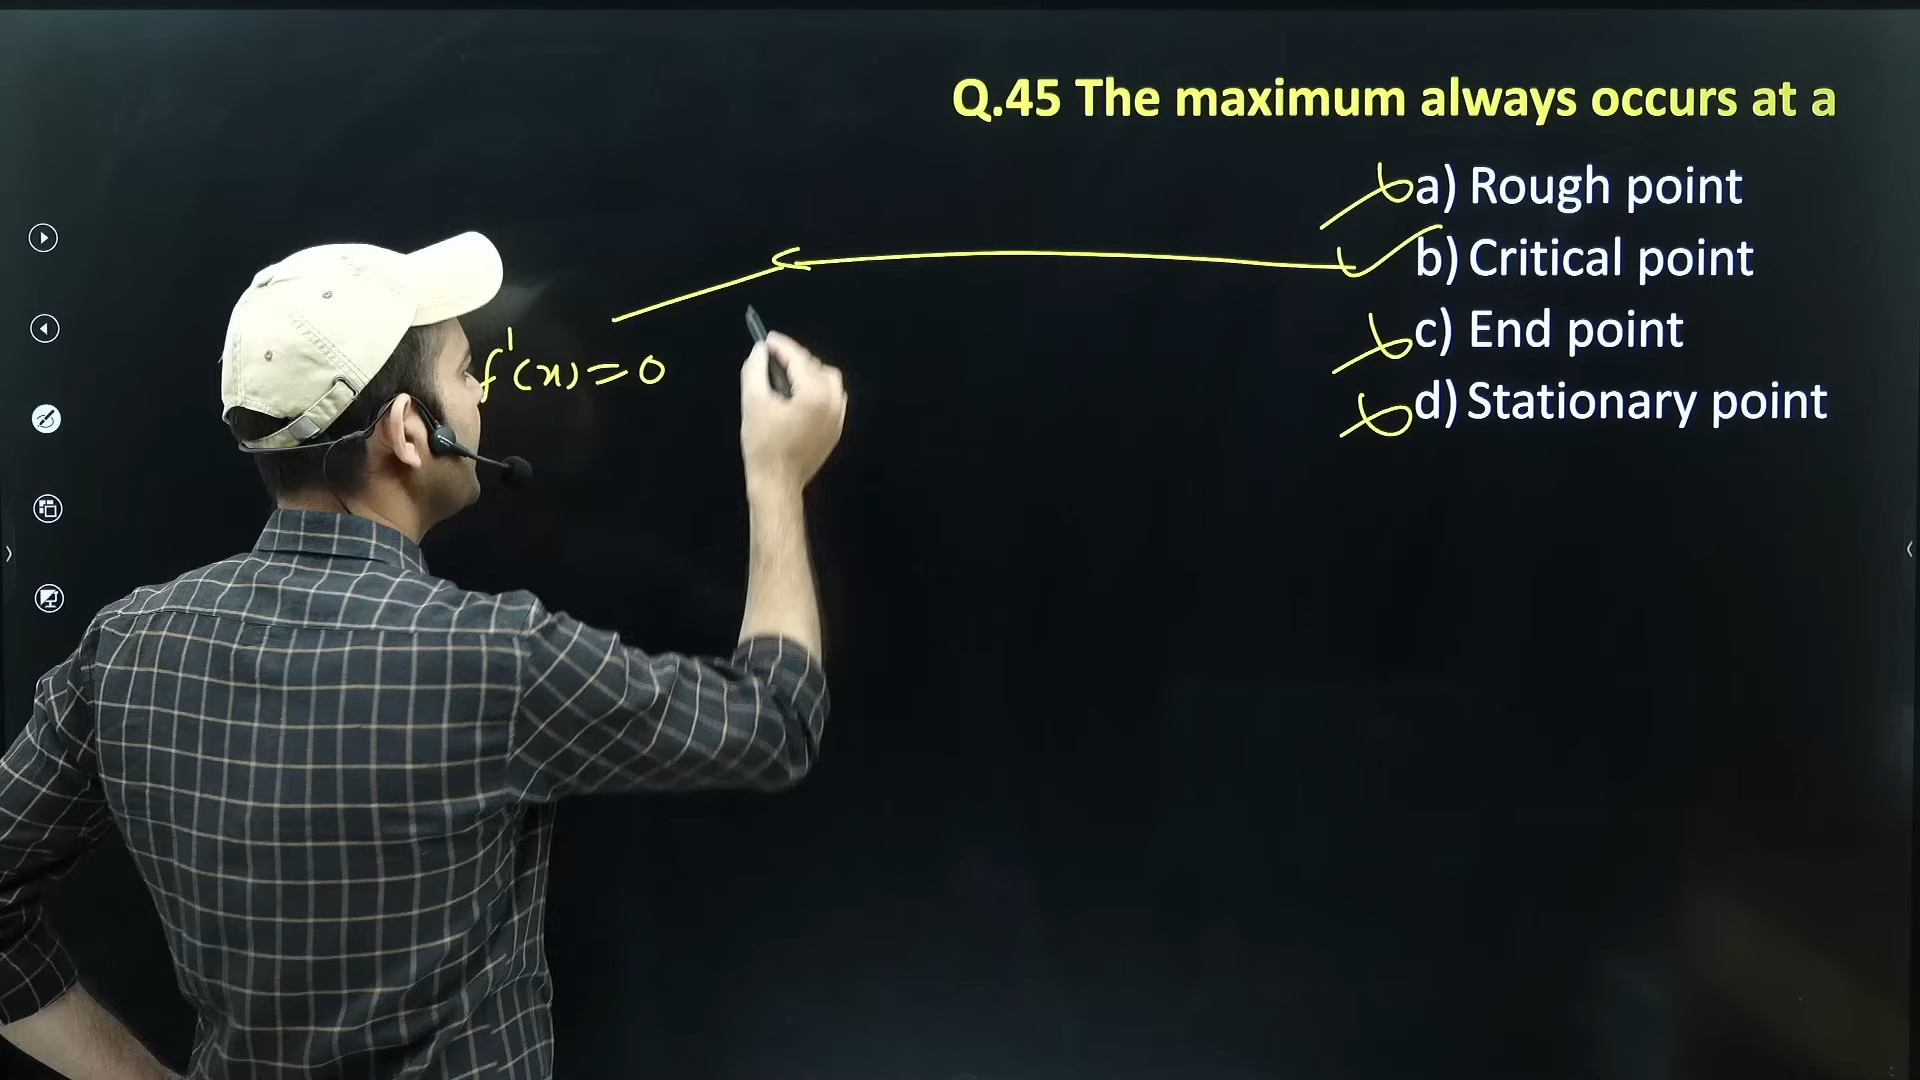 Q.45 The maximum always occurs at a
a) Rough point
b) Critical point
c) End point
d) Stationary point
f'(x)=0